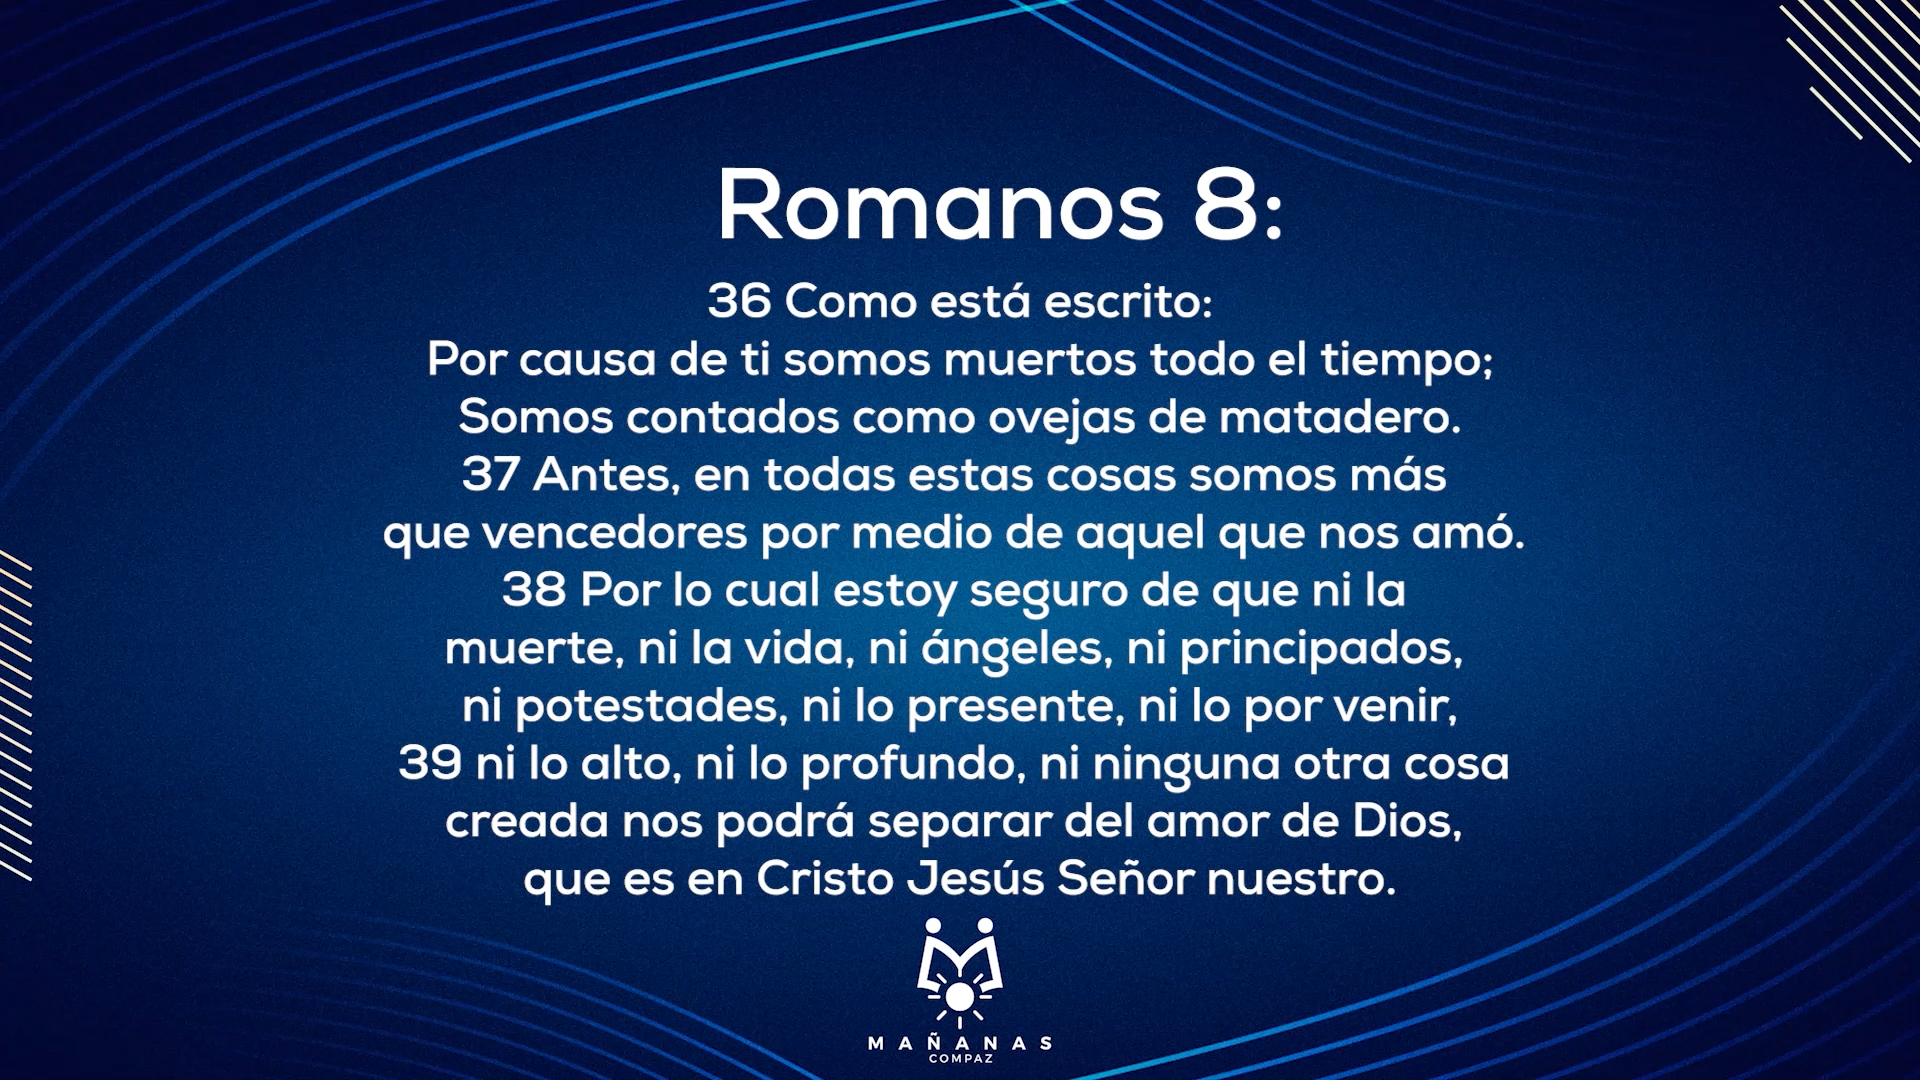 Romanos 8:
36 Como está escrito:
Por causa de ti somos muertos todo el tiempo;
Somos contados como ovejas de matadero.
37 Antes, en todas estas cosas somos más
que vencedores por medio de aquel que nos amó.
38 Por lo cual estoy seguro de que ni la
muerte, ni la vida, ni ángeles, ni principados,
ni potestades, ni lo presente, ni lo por venir,
39 ni lo alto, ni lo profundo, ni ninguna otra cosa
creada nos podrá separar del amor de Dios,
que es en Cristo Jesús Señor nuestro.
MAÑANAS
COMPAZ